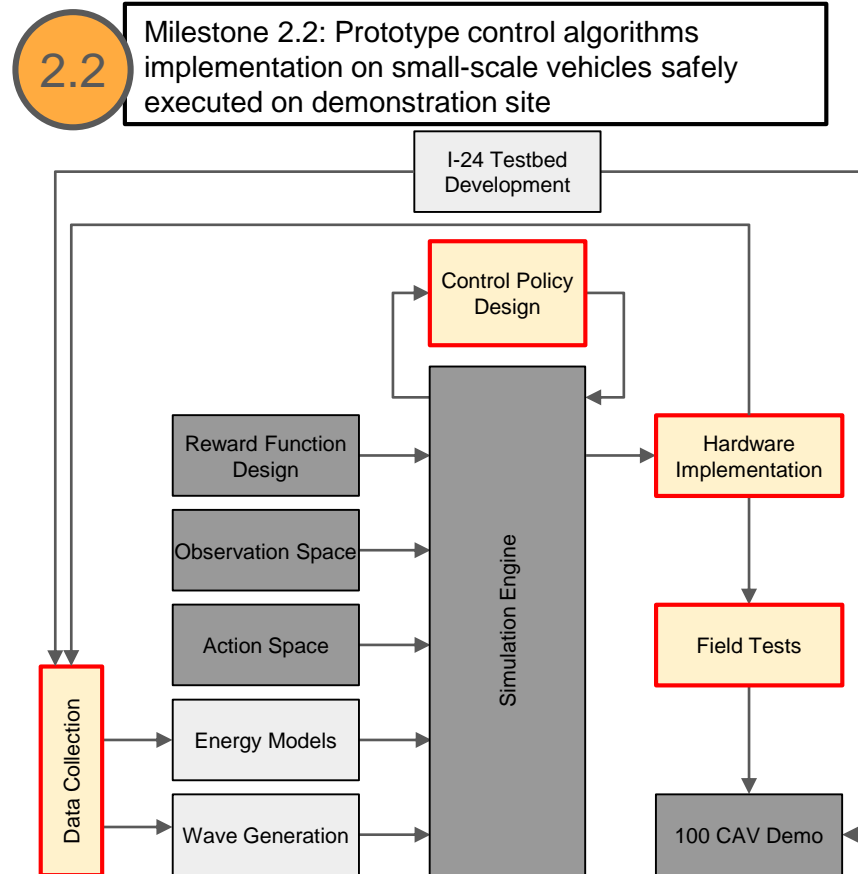 2.2
Milestone 2.2: Prototype control algorithms
implementation on small-scale vehicles safely
executed on demonstration site
I-24 Testbed
Development
Control Policy
Design
Reward Function
Design
Hardware
Implementation
Observation Space
Simulation Engine
Action Space
Field Tests
Data Collection
Energy Models
Wave Generation
100 CAV Demo